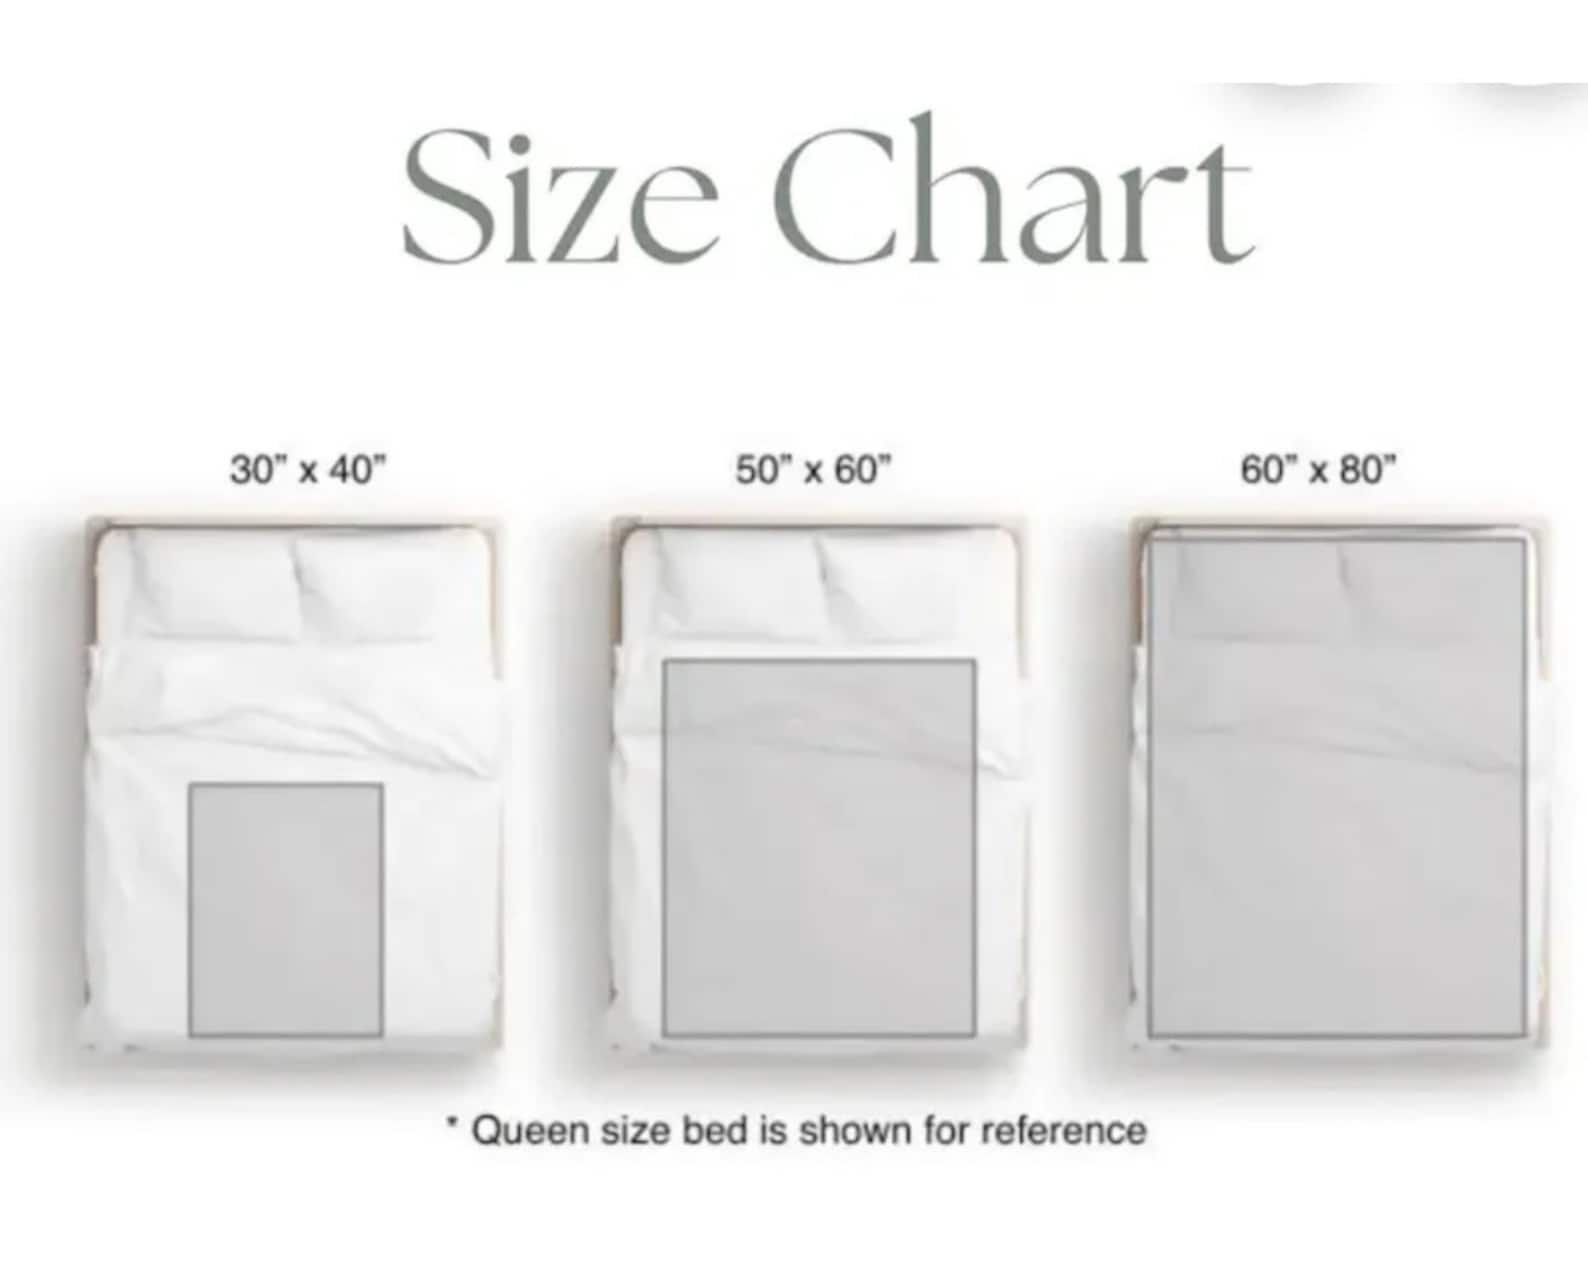 Size Chart
30” x 40”
50” x 60”
60” x 80”
* Queen size bed is shown for reference